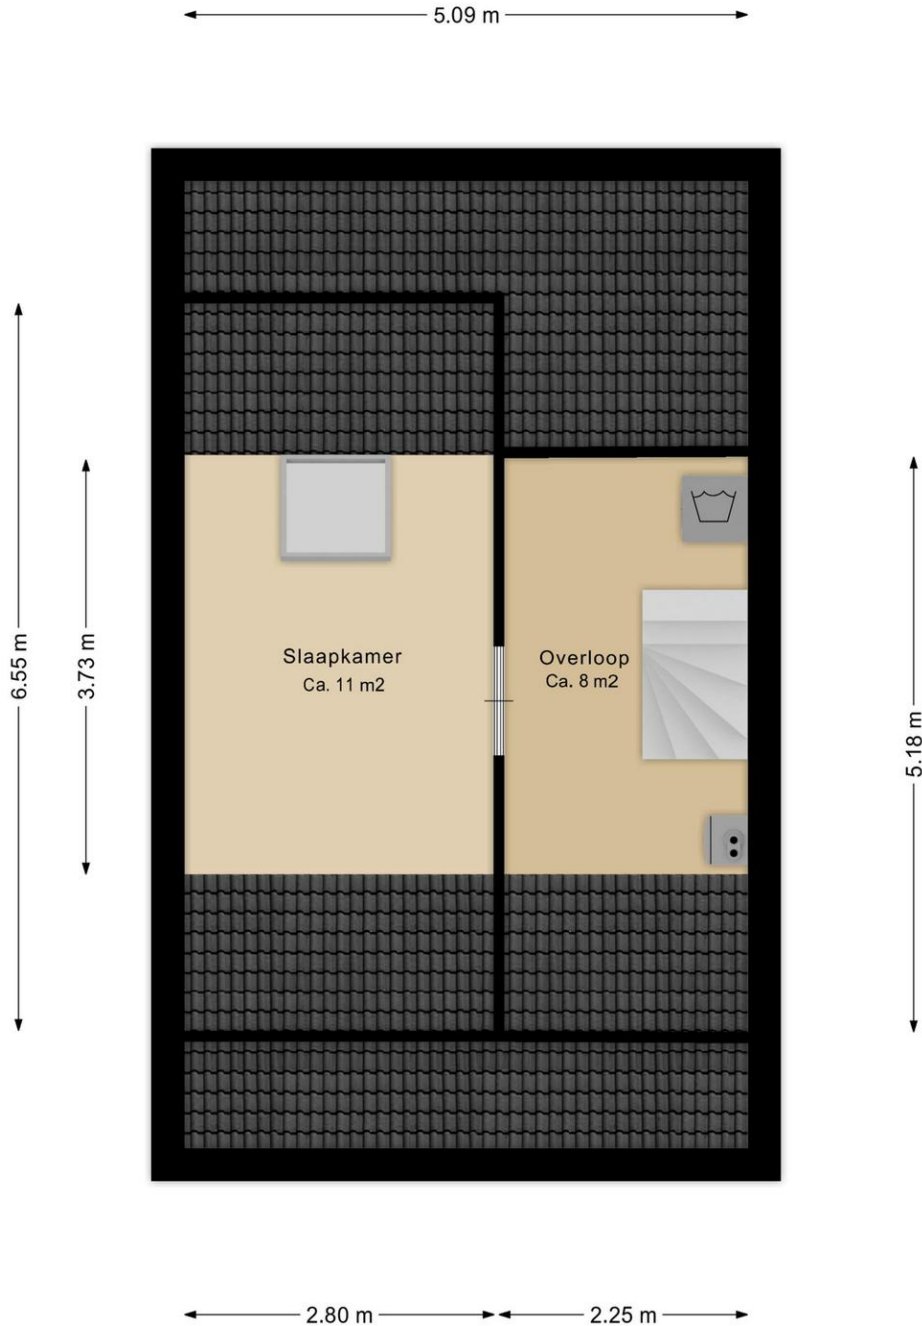 5.09 m
6.55 m
3.73 m
5.18 m
Slaapkamer
Ca. 11 m2
Overloop
Ca. 8 m2
2.80 m
2.25 m